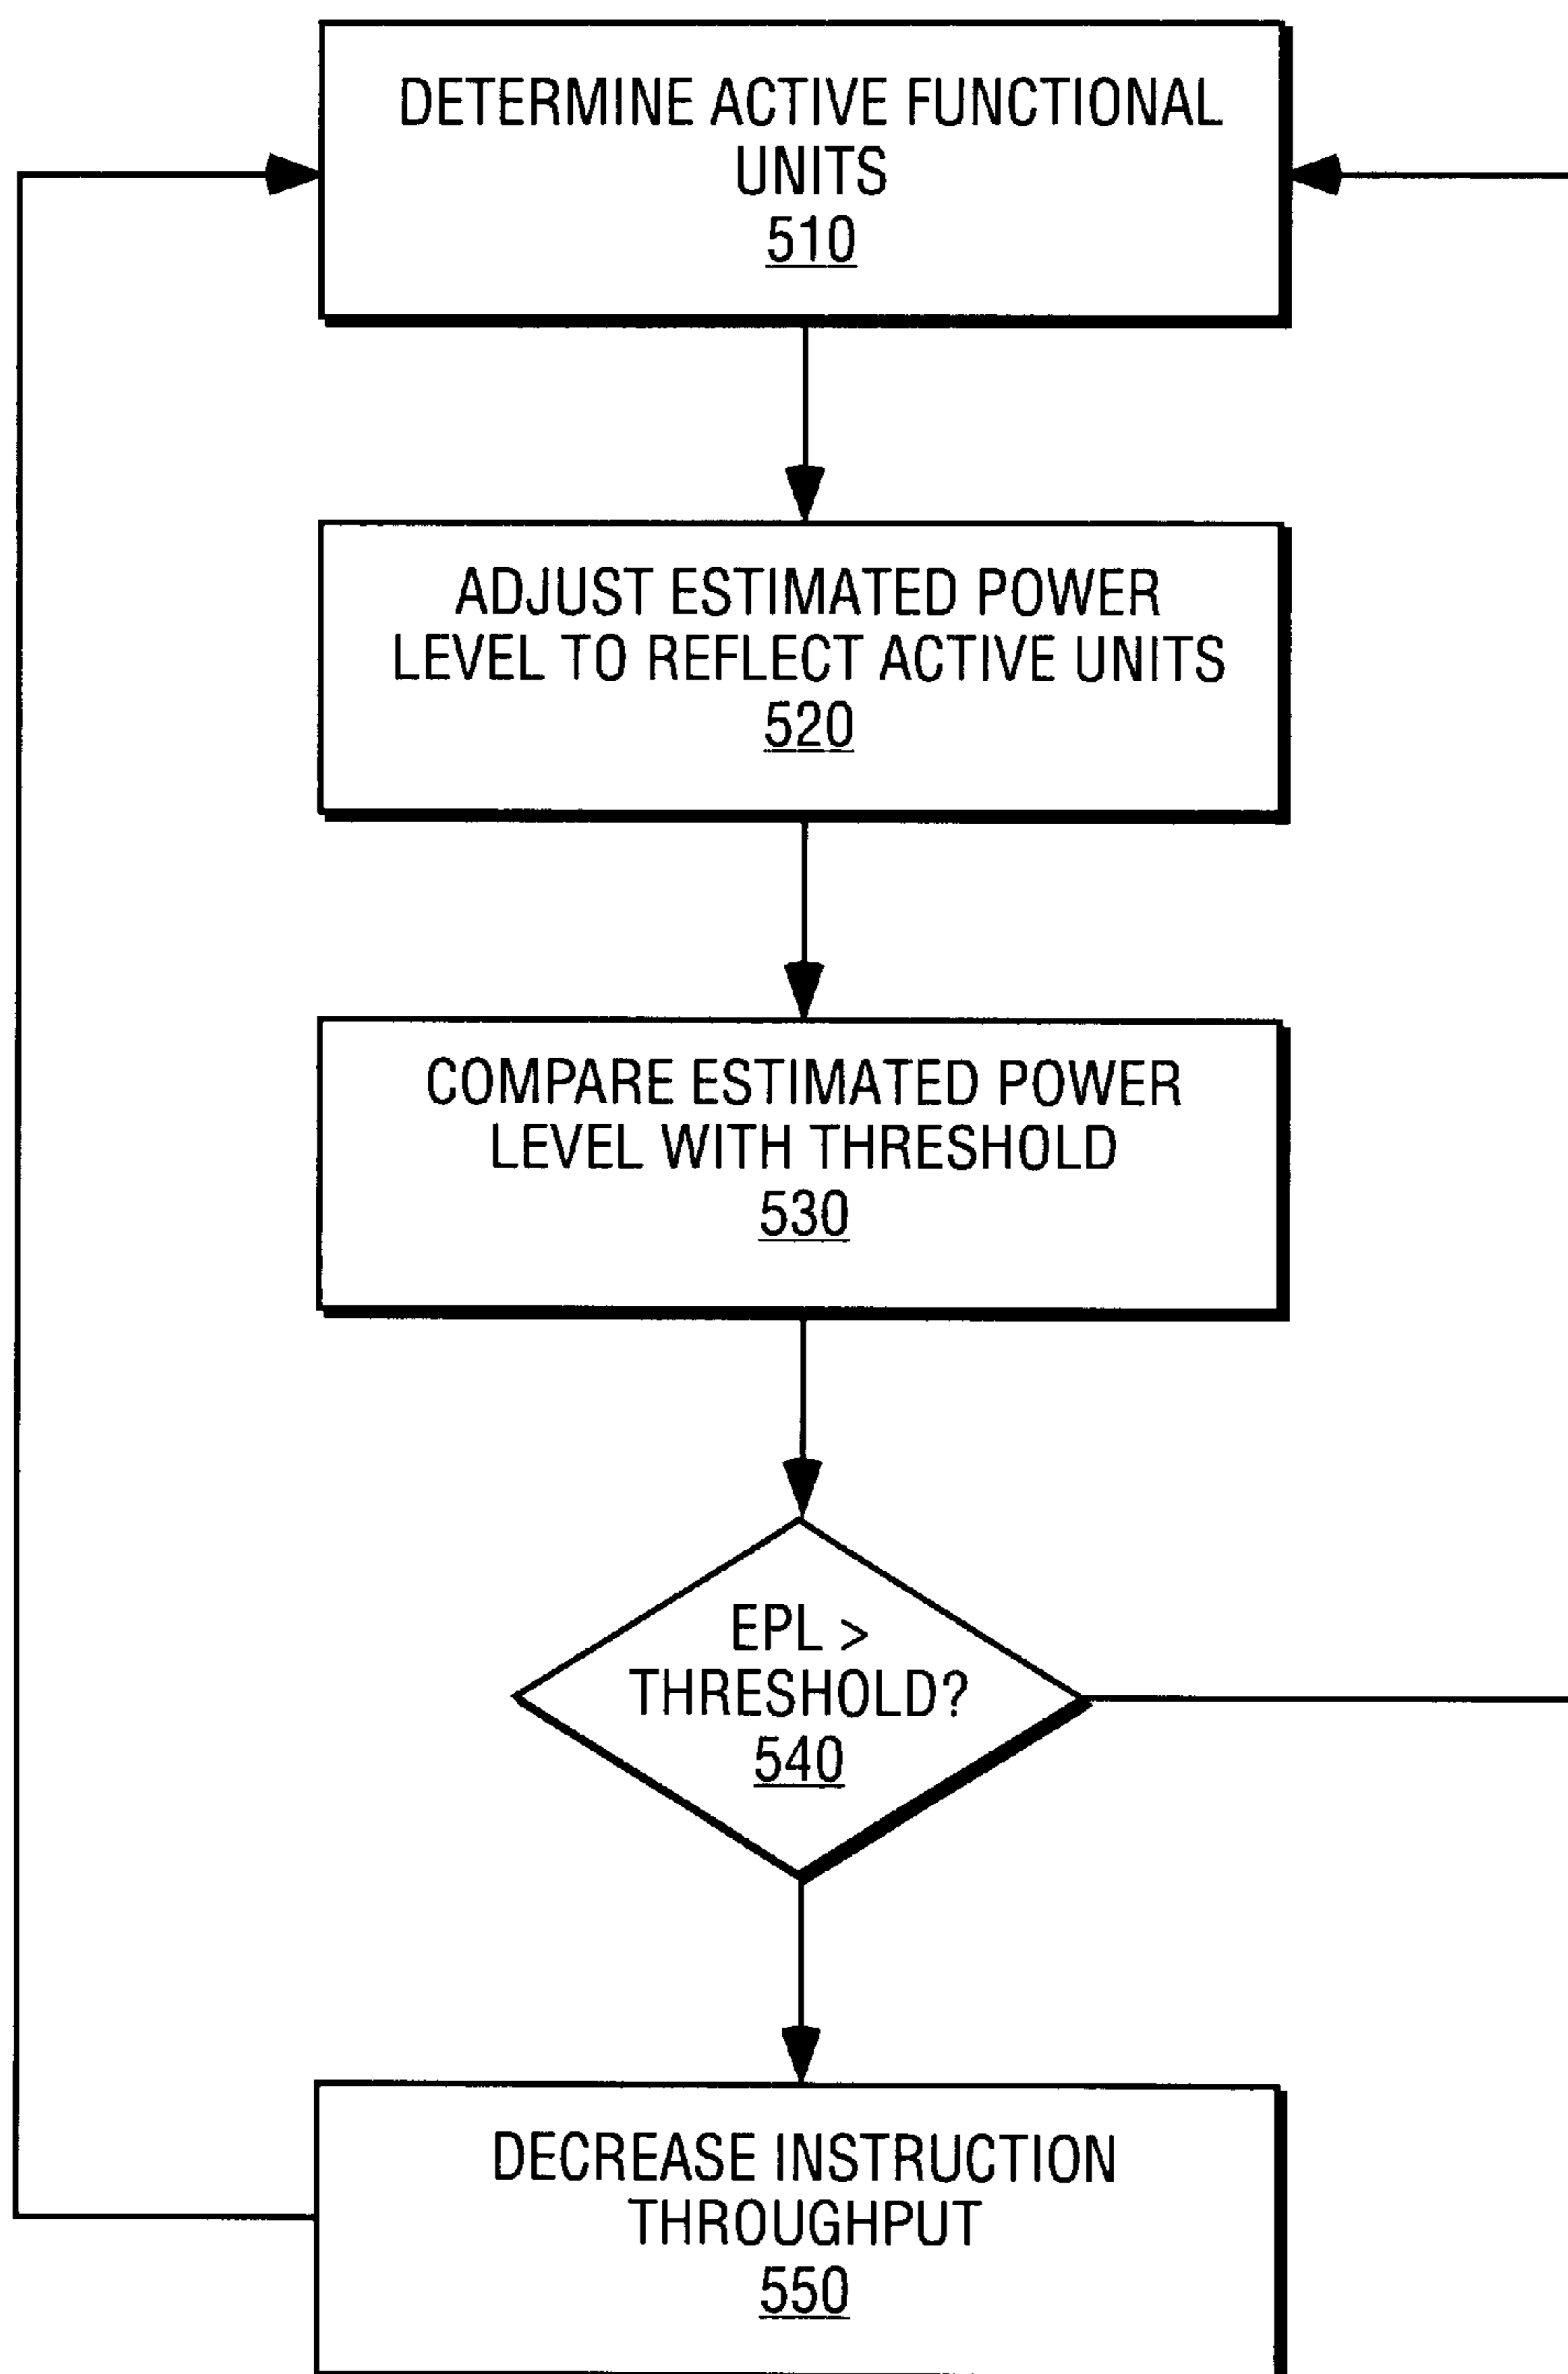 DETERMINE ACTIVE FUNCTIONAL
UNITS
510
ADJUST ESTIMATED POWER
LEVEL TO REFLECT ACTIVE UNITS
520
COMPARE ESTIMATED POWER
LEVEL WITH THRESHOLD
530
EPL >
THRESHOLD?
540
DECREASE INSTRUCTION
THROUGHPUT
550